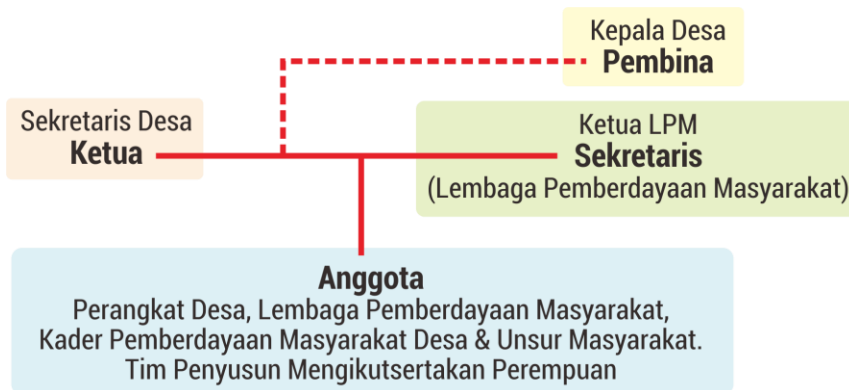 Kepala Desa
Pembina
Sekretaris Desa
Ketua
Ketua LPM
Sekretaris
(Lembaga Pemberdayaan Masyarakat)
Anggota
Perangkat Desa, Lembaga Pemberdayaan Masyarakat,
Kader Pemberdayaan Masyarakat Desa & Unsur Masyarakat.
Tim Penyusun Mengikutsertakan Perempuan